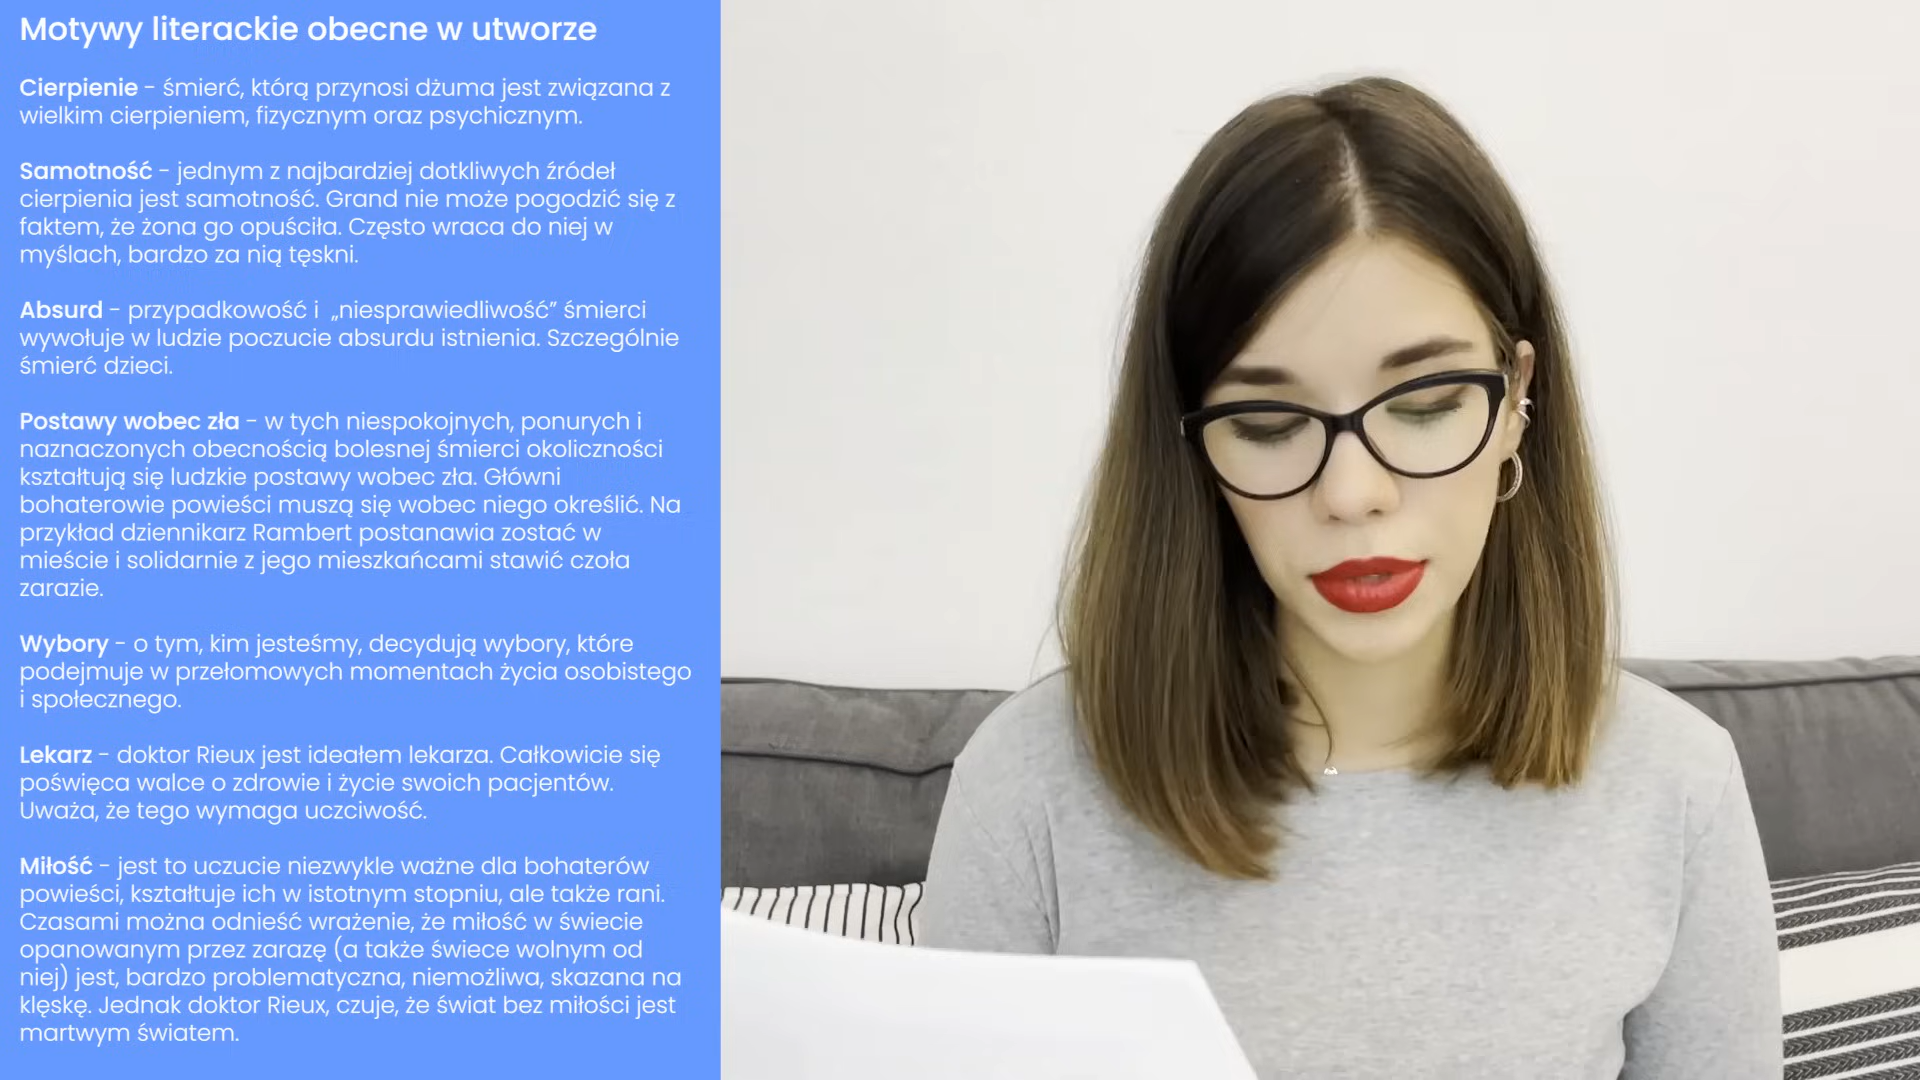 Motywy literackie obecne w utworze
Cierpienie - śmierć, którą przynosi dżuma jest związana z
wielkim cierpieniem, fizycznym oraz psychicznym.
Samotność - jednym z najbardziej dotkliwych źródeł
cierpienia jest samotność. Grand nie może pogodzić się z
faktem, że żona go opuściła. Często wraca do niej w
myślach, bardzo za nią tęskni.
Absurd - przypadkowość i „niesprawiedliwość” śmierci
wywołuje w ludzie poczucie absurdu istnienia. Szczególnie
śmierć dzieci.
Postawy wobec zła - w tych niespokojnych, ponurych i
naznaczonych obecnością bolesnej śmierci okoliczności
kształtują się ludzkie postawy wobec zła. Główni
bohaterowie powieści muszą się wobec niego określić. Na
przykład dziennikarz Rambert postanawia zostać w
mieście i solidarnie z jego mieszkańcami stawić czoła
zarazie.
Wybory - o tym, kim jesteśmy, decydują wybory, które
podejmuje w przełomowych momentach życia osobistego
i społecznego.
Lekarz - doktor Rieux jest ideałem lekarza. Całkowicie się
poświęca walce o zdrowie i życie swoich pacjentów.
Uważa, że tego wymaga uczciwość.
Miłość - jest to uczucie niezwykle ważne dla bohaterów
powieści, kształtuje ich w istotnym stopniu, ale także rani.
Czasami można odnieść wrażenie, że miłość w świecie
opanowanym przez zarazę (a także świece wolnym od
niej) jest, bardzo problematyczna, niemożliwa, skazana na
klęskę. Jednak doktor Rieux, czuje, że świat bez miłości jest
martwym światem.